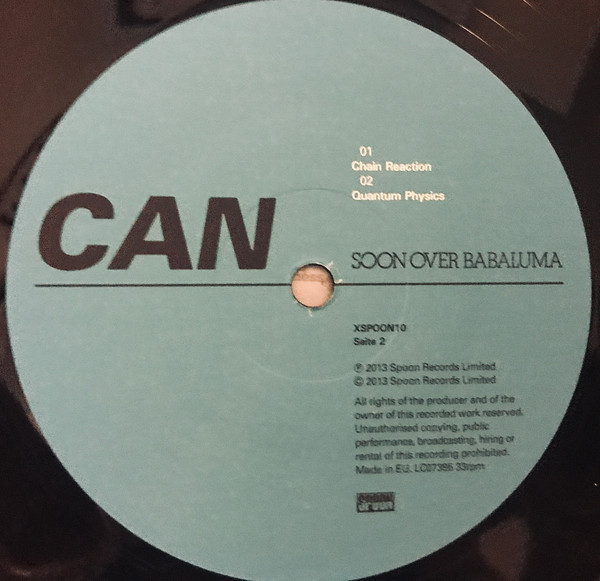 01
Chain Reaction
02
Quantum Physics
CAN
SOON OVER BABALUMA
XSPOON10
Seite 2
℗ 2013 Spoon Records Limited
© 2013 Spoon Records Limited
All rights of the producer and of the
owner of this recorded work reserved.
Unauthorised copying, public
performance, broadcasting, hiring or
rental of this recording prohibited.
Made in EU. LC07395 33rpm